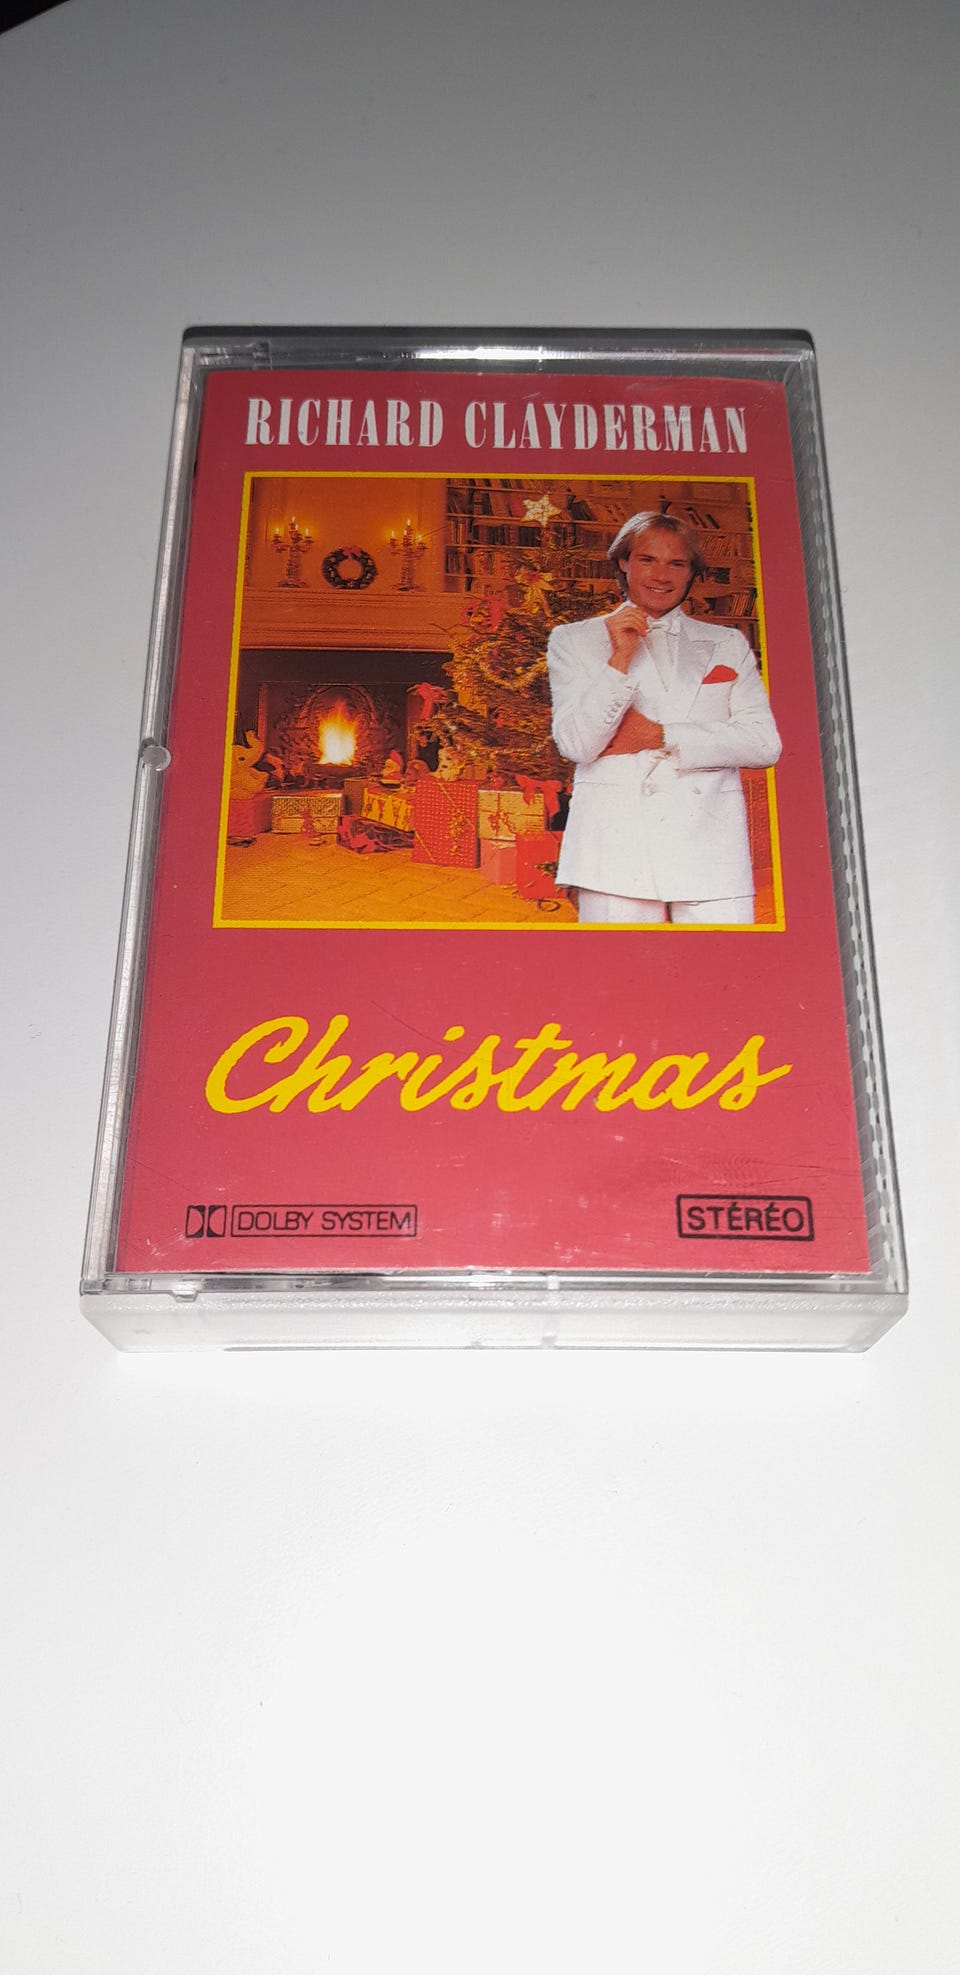 RICHARD CLAYDERMAN
Christmas
DOLBY SYSTEM
STÉRÉO